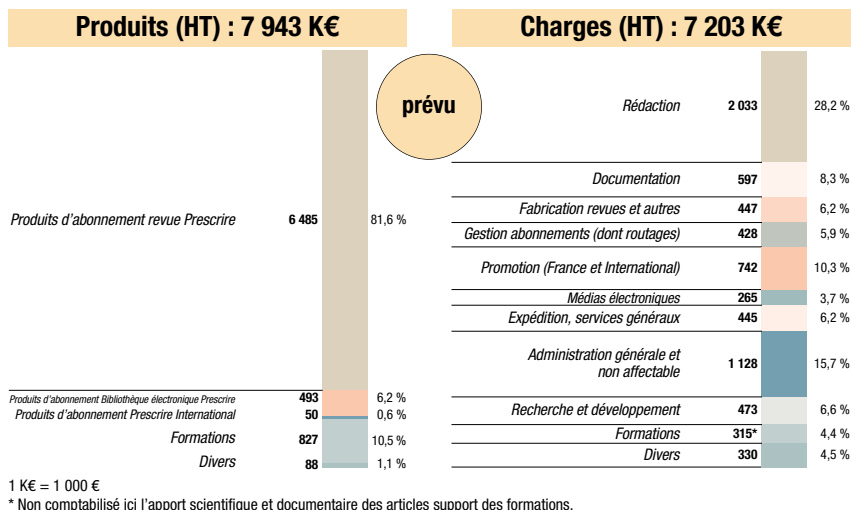 Produits (HT) : 7 943 K€
Produits d'abonnement revue Prescrire 6 485 81,6 %
Produits d'abonnement Bibliothèque électronique Prescrire 493 6,2 %
Produits d'abonnement Prescrire International 50 0,6 %
Formations 827 10,5 %
Divers 88 1,1 %
prévu
Charges (HT) : 7 203 K€
Rédaction 2 033 28,2 %
Documentation 597 8,3 %
Fabrication revues et autres 447 6,2 %
Gestion abonnements (dont routages) 428 5,9 %
Promotion (France et International) 742 10,3 %
Médias électroniques 265 3,7 %
Expédition, services généraux 445 6,2 %
Administration générale et
non affectable 1 128 15,7 %
Recherche et développement 473 6,6 %
Formations 315* 4,4 %
Divers 330 4,5 %
1 K€ = 1 000 €
* Non comptabilisé ici l'apport scientifique et documentaire des articles support des formations.